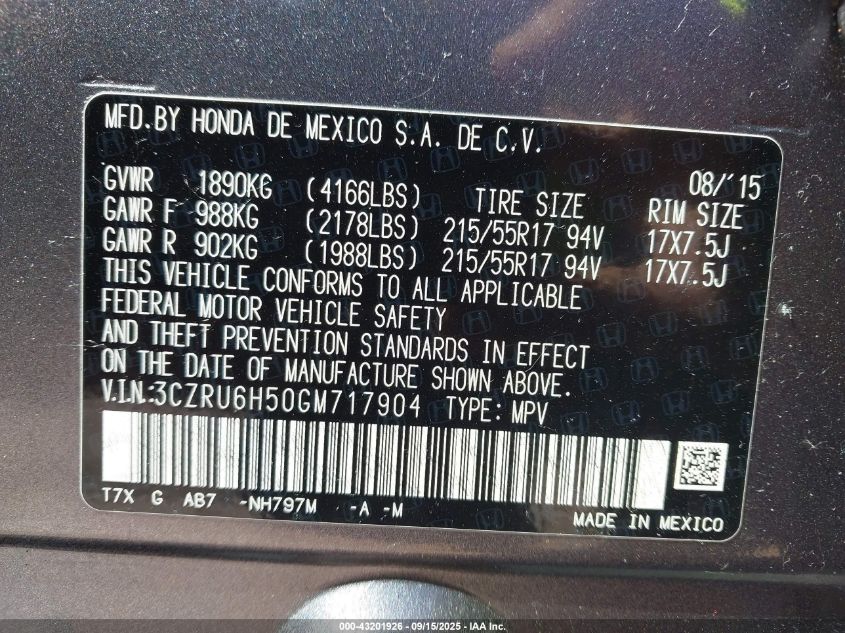 MFD.BY HONDA DE MEXICO S.A. DE C.V.
08/'15
GVWR 1890KG (4166LBS) TIRE SIZE RIM SIZE
GAWR F 988KG (2178LBS) 215/55R17 94V 17X7.5J
GAWR R 902KG (1988LBS) 215/55R17 94V 17X7.5J
THIS VEHICLE CONFORMS TO ALL APPLICABLE
FEDERAL MOTOR VEHICLE SAFETY
AND THEFT PREVENTION STANDARDS IN EFFECT
ON THE DATE OF MANUFACTURE SHOWN ABOVE.
V.I.N:3CZRU6H50GM717904 TYPE: MPV
T7X G AB7 -NH797M -A -M
MADE IN MEXICO
000-43201926 - 09/15/2025 - IAA Inc.